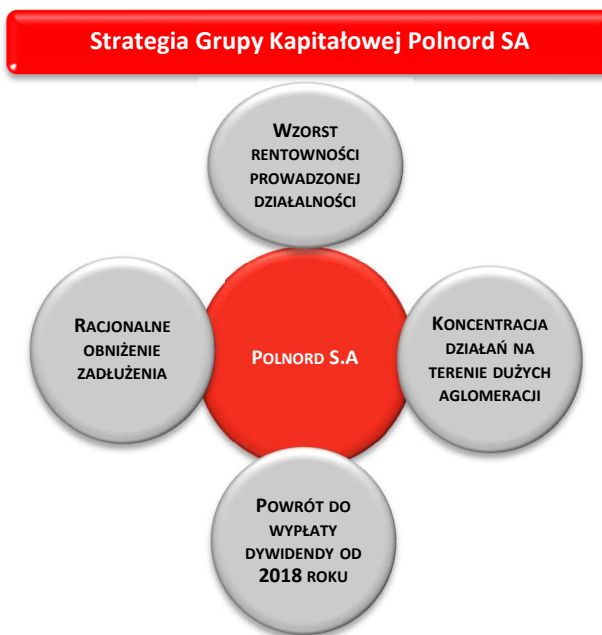 Strategia Grupy Kapitałowej Polnord SA
WZORST
RENTOWNOŚCI
PROWADZONEJ
DZIAŁALNOŚCI
RACJONALNE
OBNIŻENIE
ZADŁUŻENIA
POLNORD S.A
KONCENTRACJA
DZIAŁAŃ NA
TERENIE DUŻYCH
AGLOMERACJI
POWRÓT DO
WYPŁATY
DYWIDENDY OD
2018 ROKU